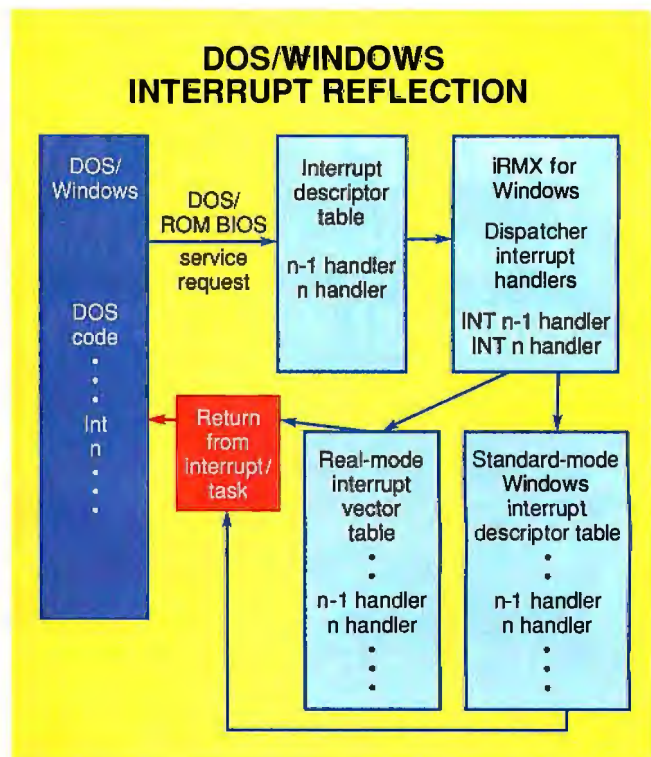 DOS/WINDOWS
INTERRUPT REFLECTION
DOS/
Windows
DOS
code
•
•
•
Int
n
•
•
•
DOS/
ROM BIOS
service
request
Interrupt
descriptor
table
n-1 handler
n handler
iRMX for
Windows
Dispatcher
interrupt
handlers
INT n-1 handler
INT n handler
Return
from
interrupt/
task
Real-mode
interrupt
vector
table
•
•
n-1 handler
n handler
•
•
•
Standard-mode
Windows
interrupt
descriptor table
•
•
n-1 handler
n handler
•
•
•